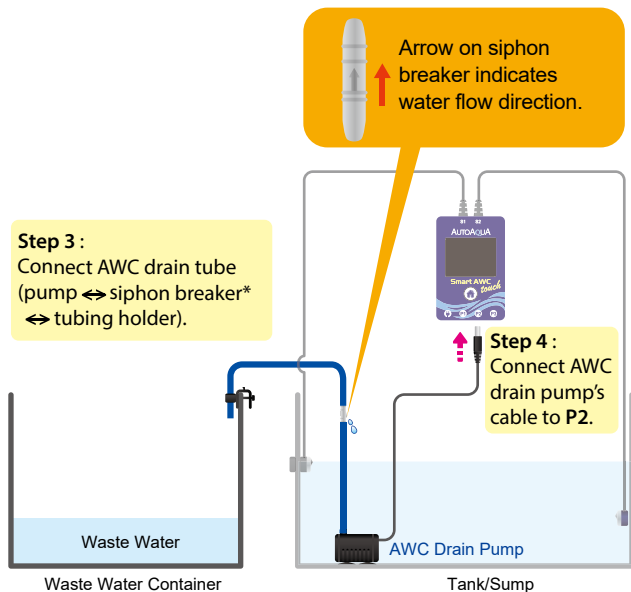 Arrow on siphon
breaker indicates
water flow direction.
S1 S2
AUTOAQUA
Smart AWC
touch
Step 3 :
Connect AWC drain tube
(pump ⇔ siphon breaker*
⇔ tubing holder).
Step 4 :
Connect AWC
drain pump's
cable to P2.
Waste Water
AWC Drain Pump
Waste Water Container
Tank/Sump